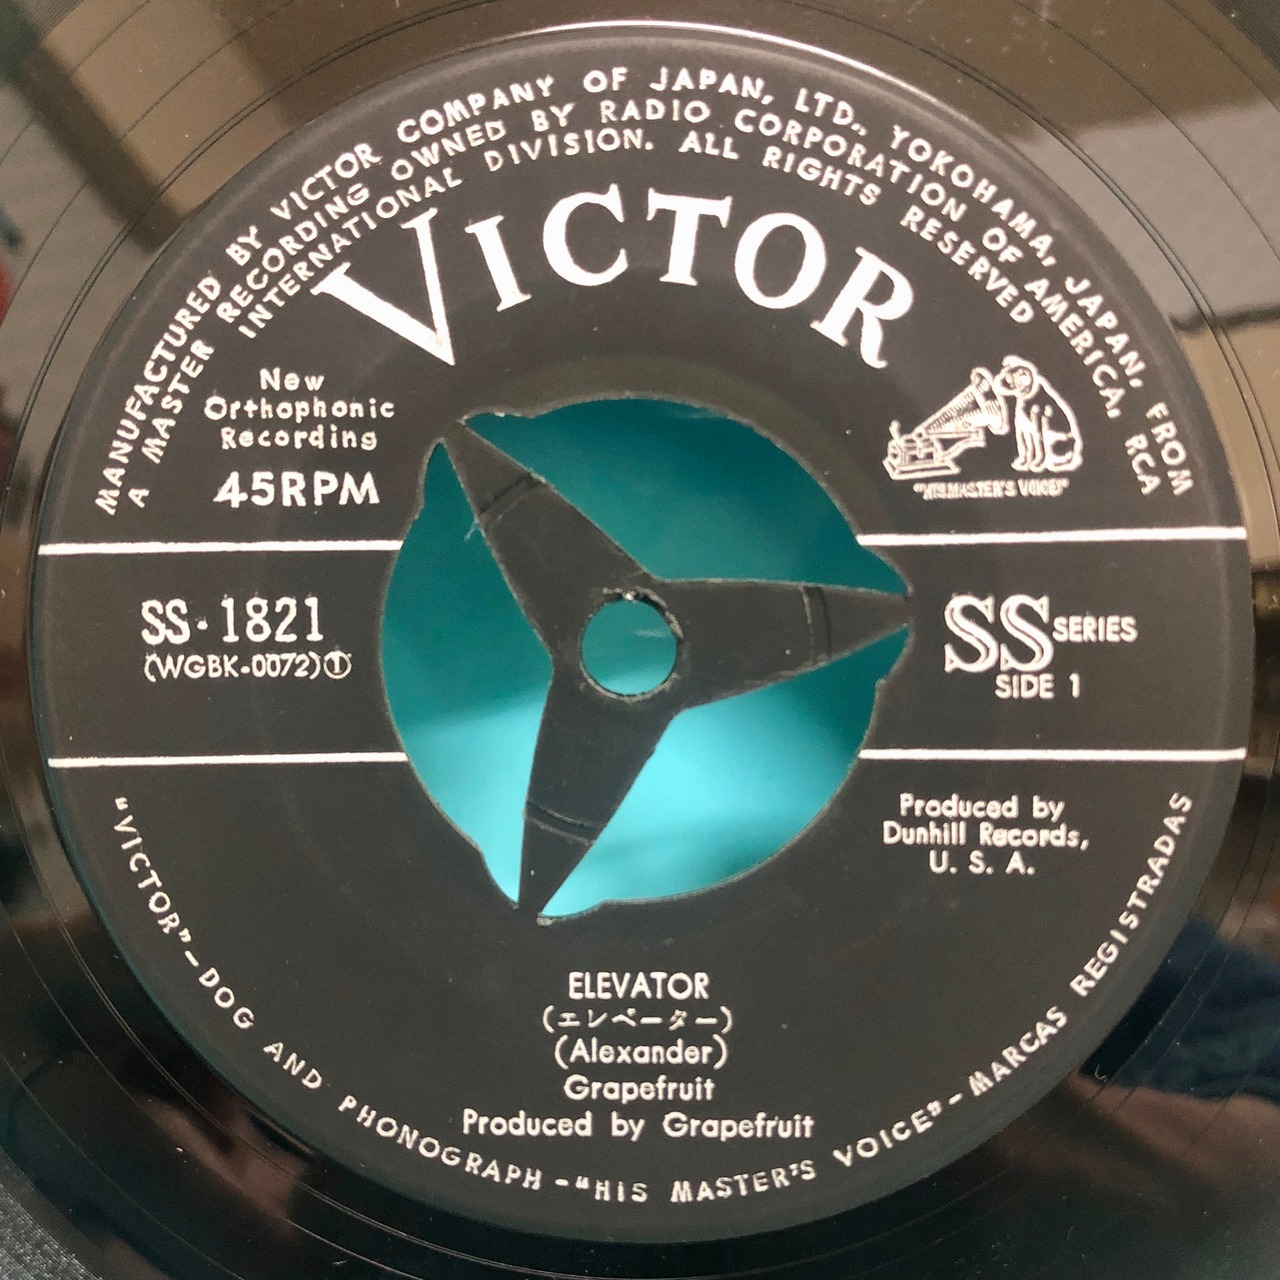 MANUFACTURED BY VICTOR COMPANY OF JAPAN, LTD. YOKOHAMA, JAPAN, FROM
A MASTER RECORDING OWNED BY RADIO CORPORATION OF AMERICA, RCA
INTERNATIONAL DIVISION. ALL RIGHTS RESERVED
VICTOR
New
Orthophonic
Recording
45RPM
"HIS MASTER'S VOICE"
SS-1821
(WGBK-0072)①
SS SERIES
SIDE 1
Produced by
Dunhill Records,
U. S. A.
ELEVATOR
(エレベーター)
(Alexander)
Grapefruit
Produced by Grapefruit
"VICTOR"-DOG AND PHONOGRAPH-"HIS MASTER'S VOICE"-MARCAS REGISTRADAS